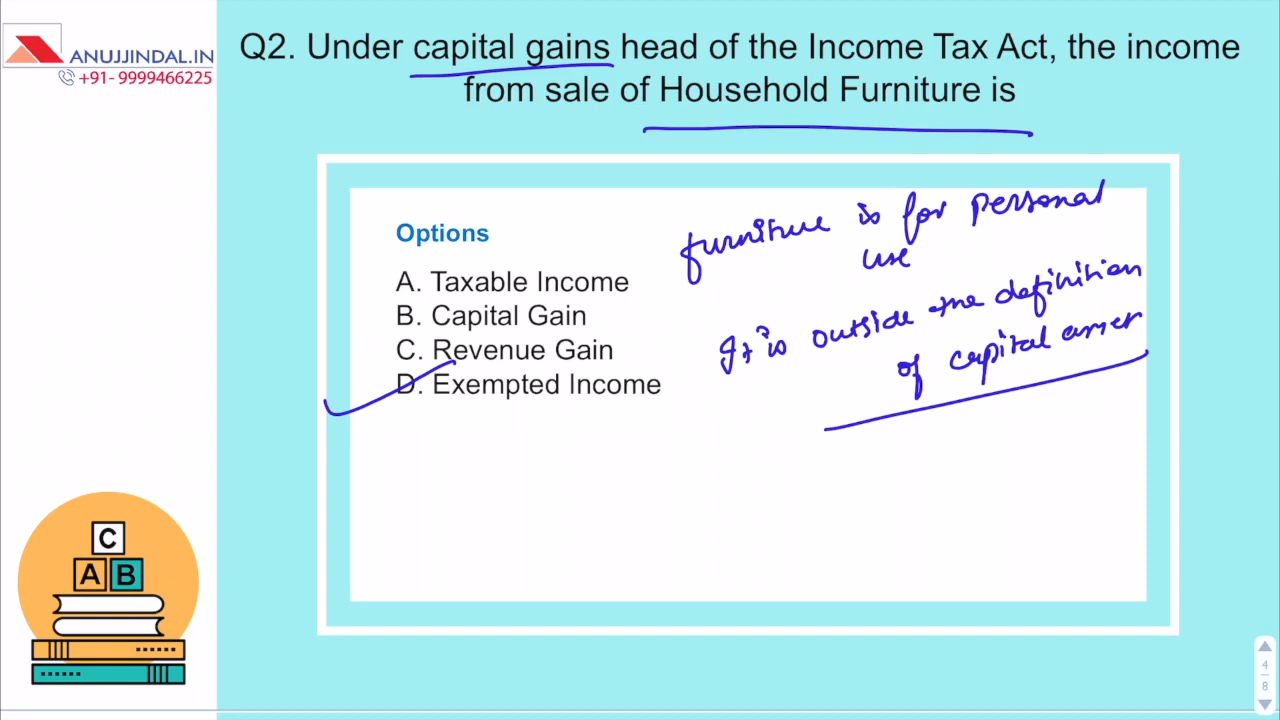 ANUJJINDAL.IN
+91- 9999466225
Q2. Under capital gains head of the Income Tax Act, the income
from sale of Household Furniture is
Options
A. Taxable Income
B. Capital Gain
C. Revenue Gain
D. Exempted Income
furniture is for personal
use
It is outside the definition
of capital asset
C
A B
4
8